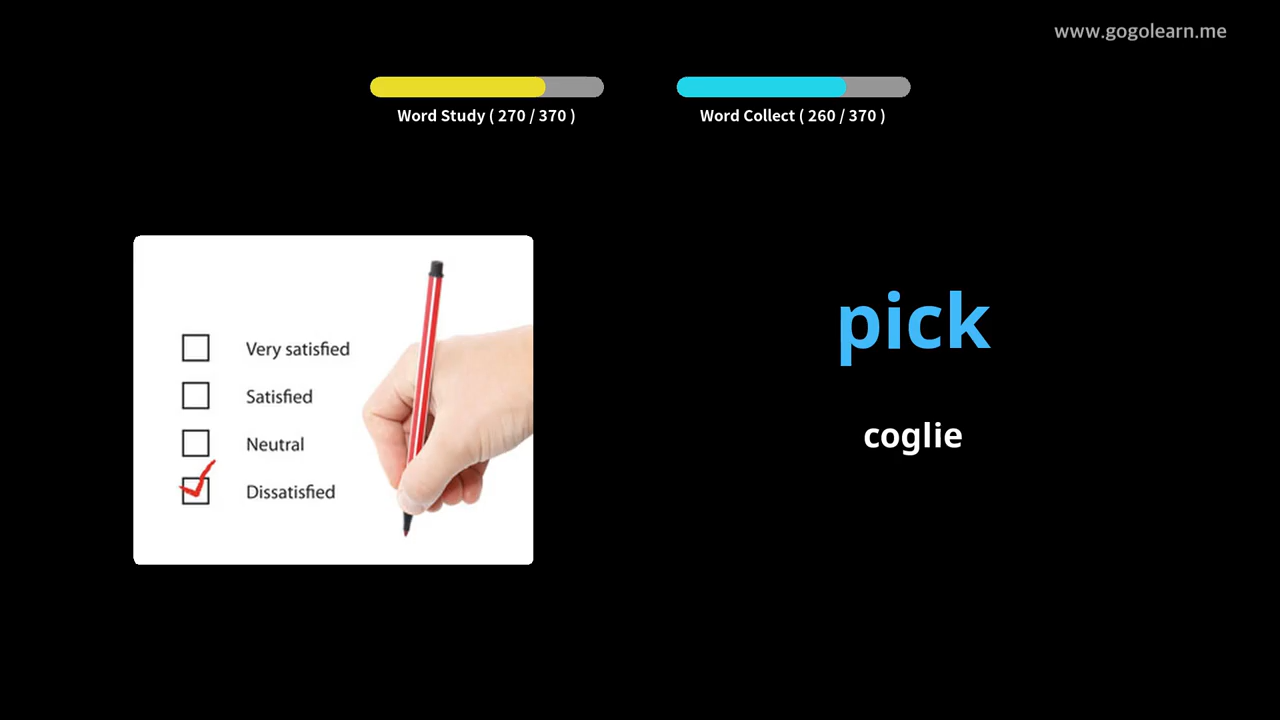 www.gogolearn.me
Word Study ( 270 / 370 )
Word Collect ( 260 / 370 )
Very satisfied
Satisfied
Neutral
Dissatisfied
pick
coglie